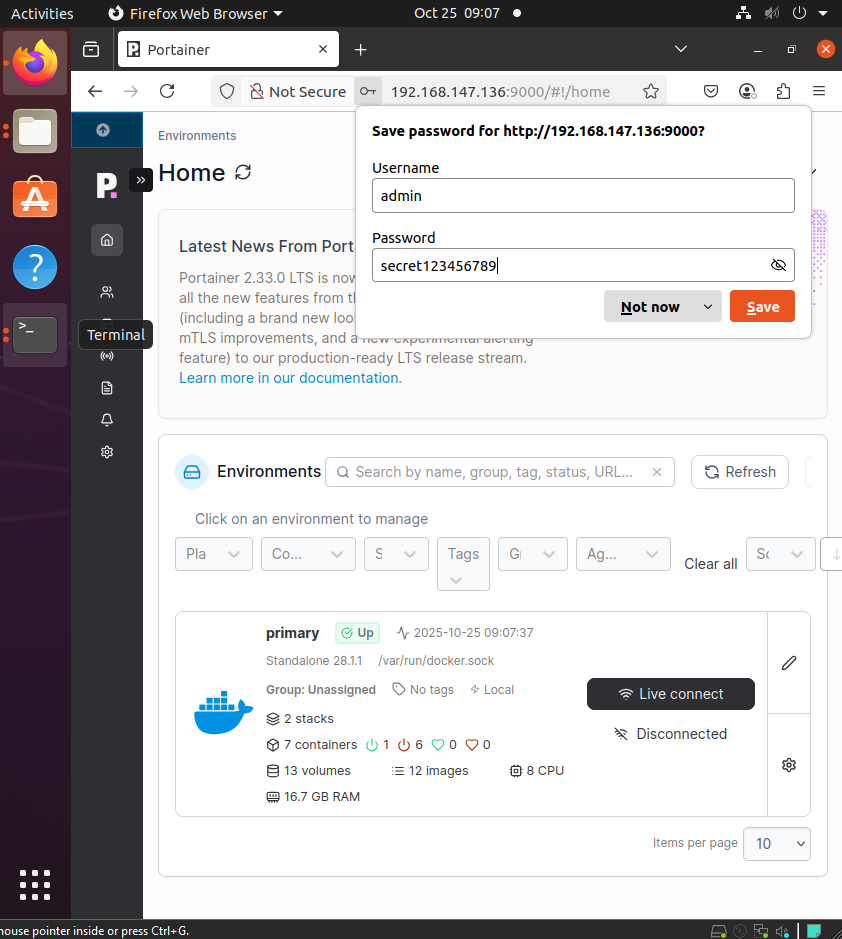 Activities
Firefox Web Browser
Oct 25 09:07
Portainer
Not Secure
192.168.147.136:9000/#!/home
Save password for http://192.168.147.136:9000?
Username
admin
Password
secret123456789
Not now
Save
Terminal
Environments
Home
Latest News From Port
Portainer 2.33.0 LTS is now
all the new features from th
(including a brand new loo
mTLS improvements, and a new experimental alerting
feature) to our production-ready LTS release stream.
Learn more in our documentation.
Environments
Search by name, group, tag, status, URL...
Refresh
Click on an environment to manage
Pla
Co...
S
Tags
Gr
Ag...
Clear all
So
primary
Up
2025-10-25 09:07:37
Standalone 28.1.1 /var/run/docker.sock
Group: Unassigned
No tags
Local
Live connect
2 stacks
Disconnected
7 containers 1 6 0 0
13 volumes
12 images
8 CPU
16.7 GB RAM
Items per page
10
mouse pointer inside or press Ctrl+G.